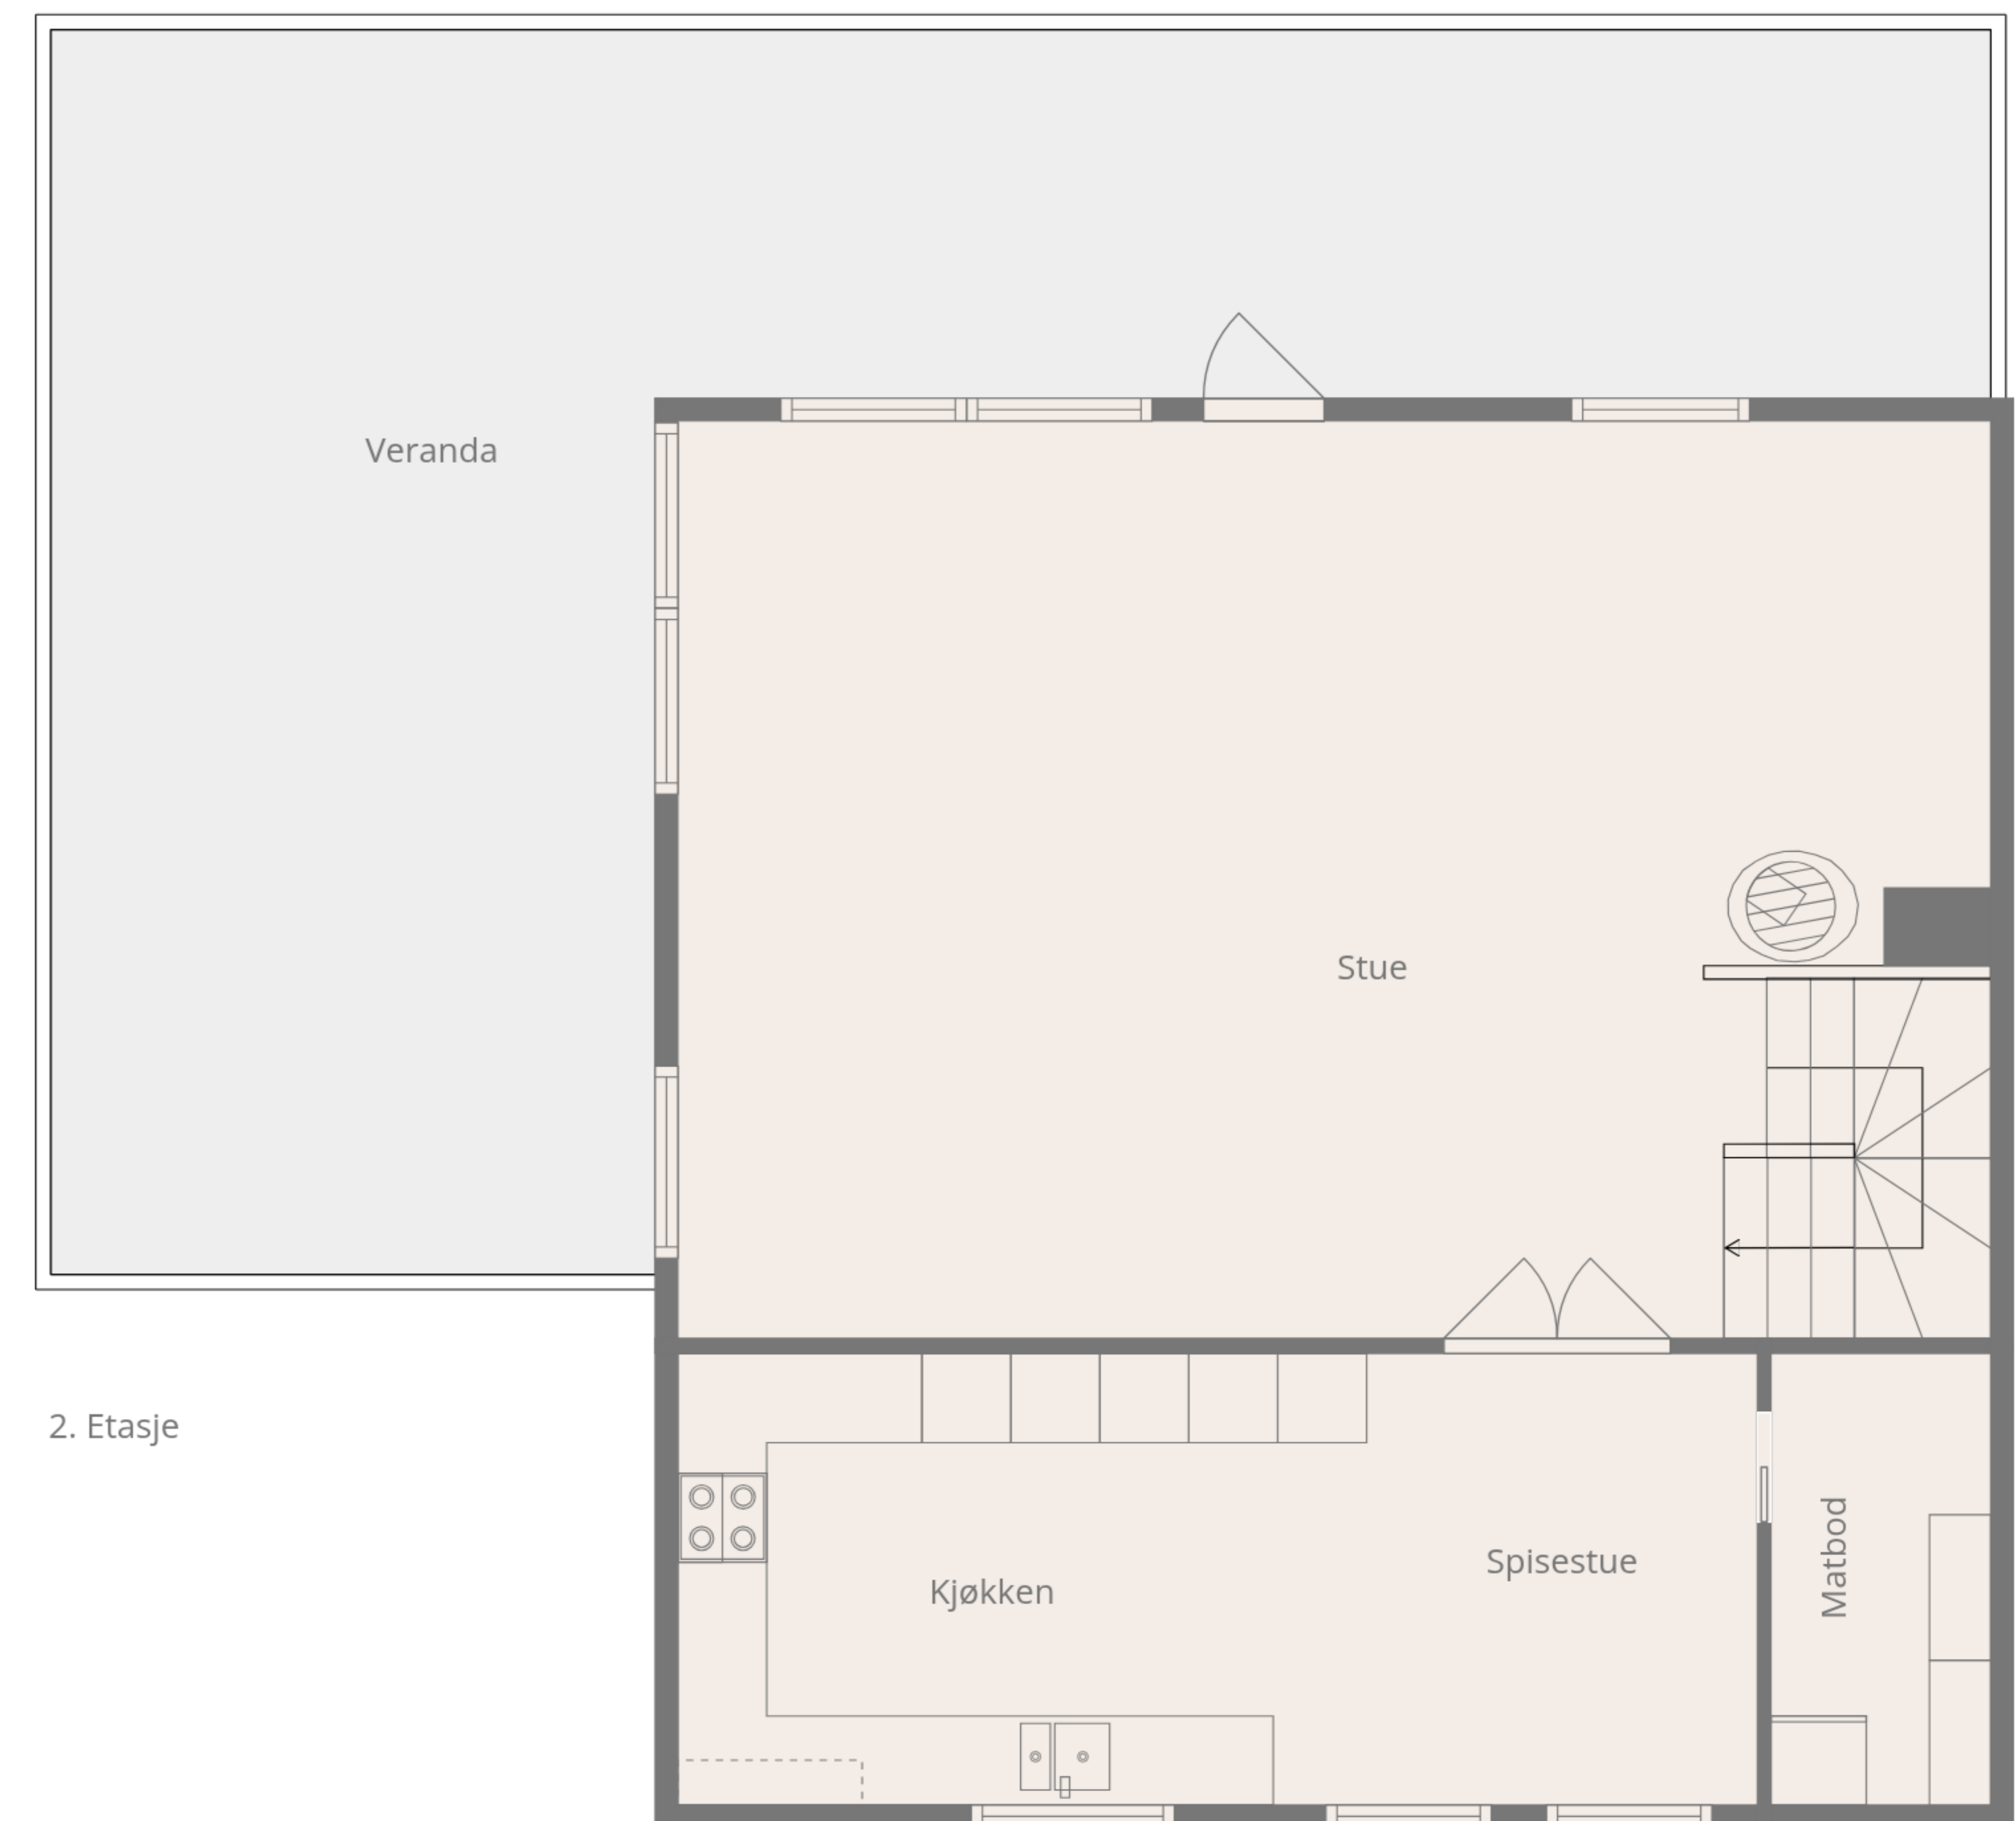 Veranda
Stue
2. Etasje
Spisestue
Kjøkken
Matbod